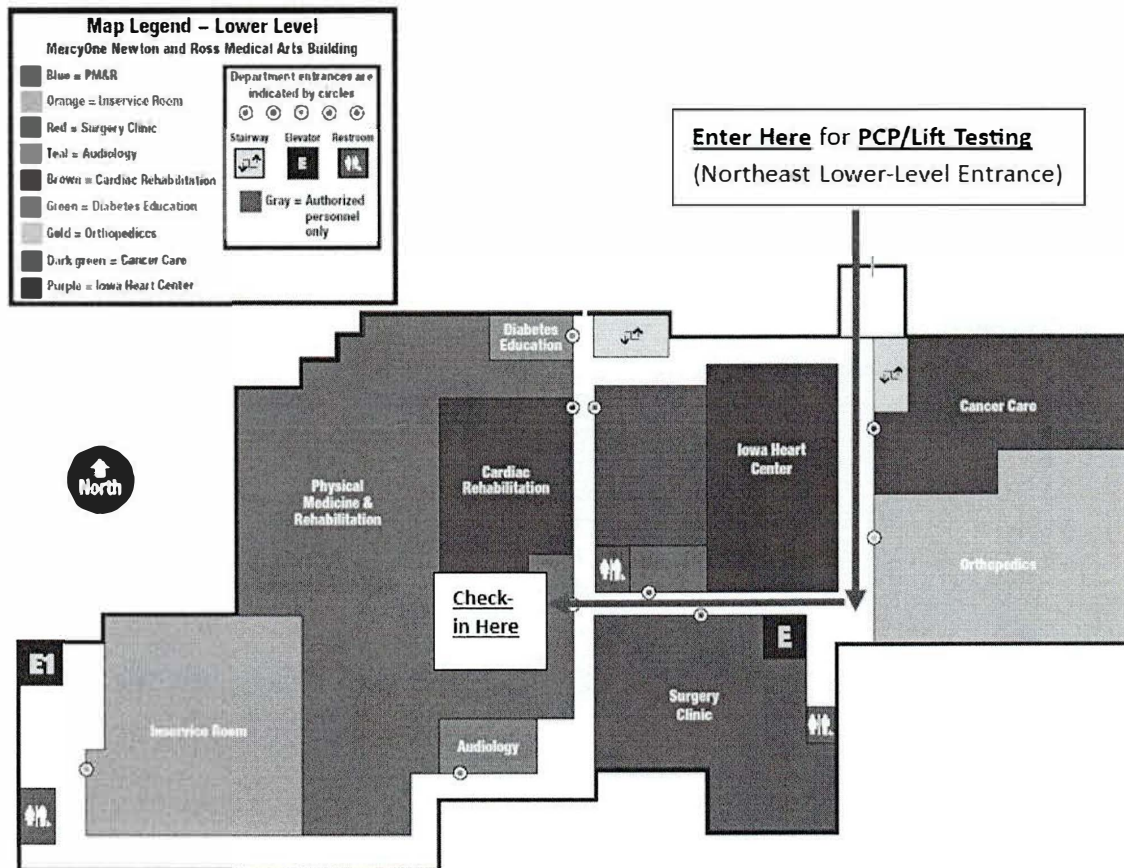 Map Legend – Lower Level
MercyOne Newton and Ross Medical Arts Building
Blue = PM&R
Orange = Inservice Room
Red = Surgery Clinic
Teal = Audiology
Brown = Cardiac Rehabilitation
Green = Diabetes Education
Gold = Orthopedics
Dark green = Cancer Care
Purple = Iowa Heart Center
Department entrances are
indicated by circles
Stairway Elevator Restroom
E
Gray = Authorized
personnel
only
Enter Here for PCP/Lift Testing
(Northeast Lower-Level Entrance)
North
Diabetes
Education
Cancer Care
Iowa Heart
Center
Cardiac
Rehabilitation
Physical
Medicine &
Rehabilitation
Orthopedics
Check-
in Here
E1
E
Surgery
Clinic
Inservice Room
Audiology